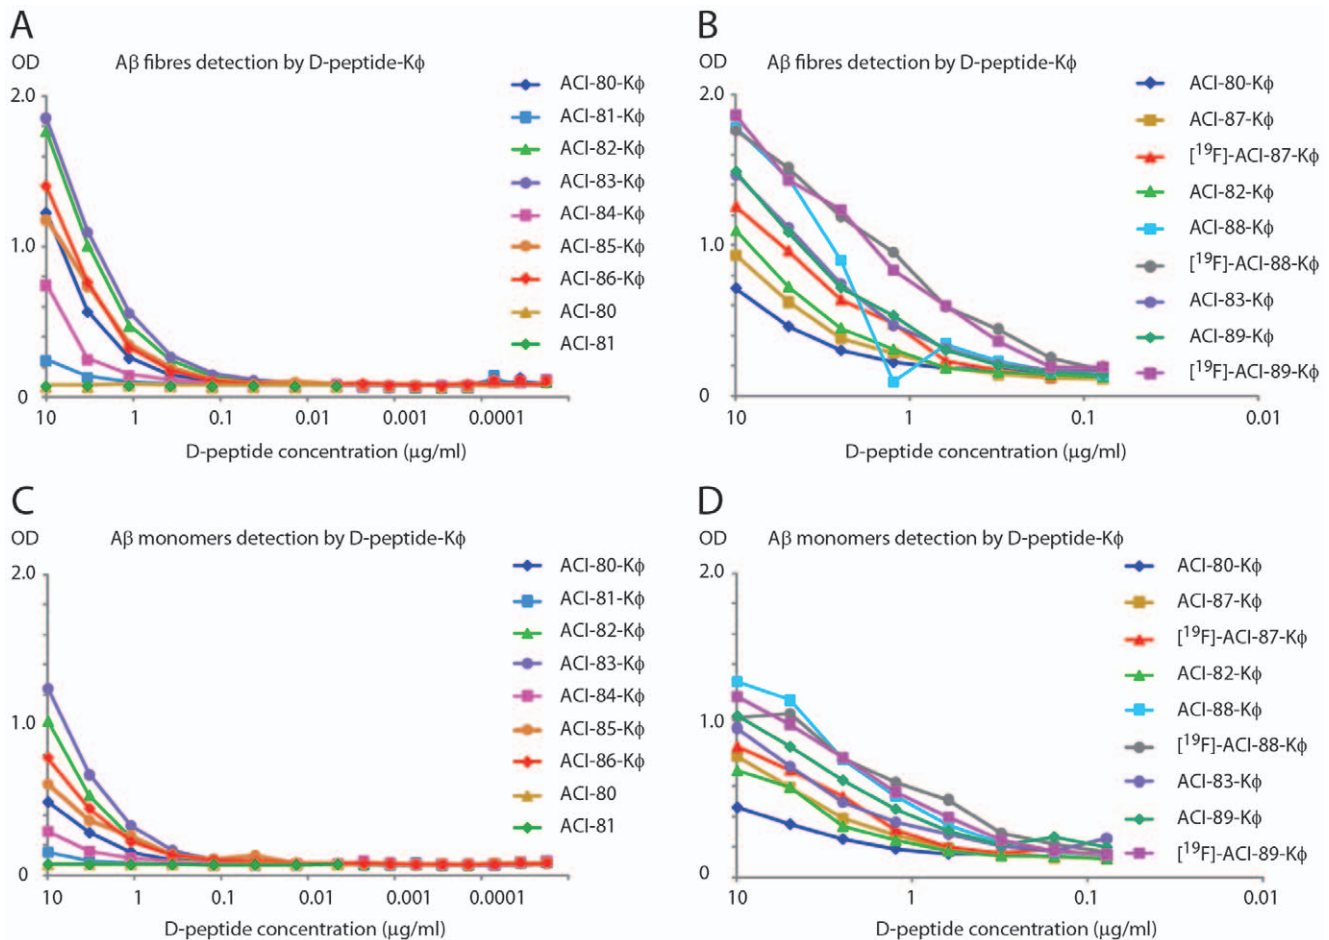 A
OD
Aβ fibres detection by D-peptide-Kϕ
2.0
1.0
0
10
1
0.1
0.01
0.001
0.0001
D-peptide concentration (μg/ml)
ACI-80-Kϕ
ACI-81-Kϕ
ACI-82-Kϕ
ACI-83-Kϕ
ACI-84-Kϕ
ACI-85-Kϕ
ACI-86-Kϕ
ACI-80
ACI-81
B
OD
Aβ fibres detection by D-peptide-Kϕ
2.0
1.0
0
10
1
0.1
0.01
D-peptide concentration (μg/ml)
ACI-80-Kϕ
ACI-87-Kϕ
[¹⁹F]-ACI-87-Kϕ
ACI-82-Kϕ
ACI-88-Kϕ
[¹⁹F]-ACI-88-Kϕ
ACI-83-Kϕ
ACI-89-Kϕ
[¹⁹F]-ACI-89-Kϕ
C
OD
Aβ monomers detection by D-peptide-Kϕ
2.0
1.0
0
10
1
0.1
0.01
0.001
0.0001
D-peptide concentration (μg/ml)
ACI-80-Kϕ
ACI-81-Kϕ
ACI-82-Kϕ
ACI-83-Kϕ
ACI-84-Kϕ
ACI-85-Kϕ
ACI-86-Kϕ
ACI-80
ACI-81
D
OD
Aβ monomers detection by D-peptide-Kϕ
2.0
1.0
0
10
1
0.1
0.01
D-peptide concentration (μg/ml)
ACI-80-Kϕ
ACI-87-Kϕ
[¹⁹F]-ACI-87-Kϕ
ACI-82-Kϕ
ACI-88-Kϕ
[¹⁹F]-ACI-88-Kϕ
ACI-83-Kϕ
ACI-89-Kϕ
[¹⁹F]-ACI-89-Kϕ